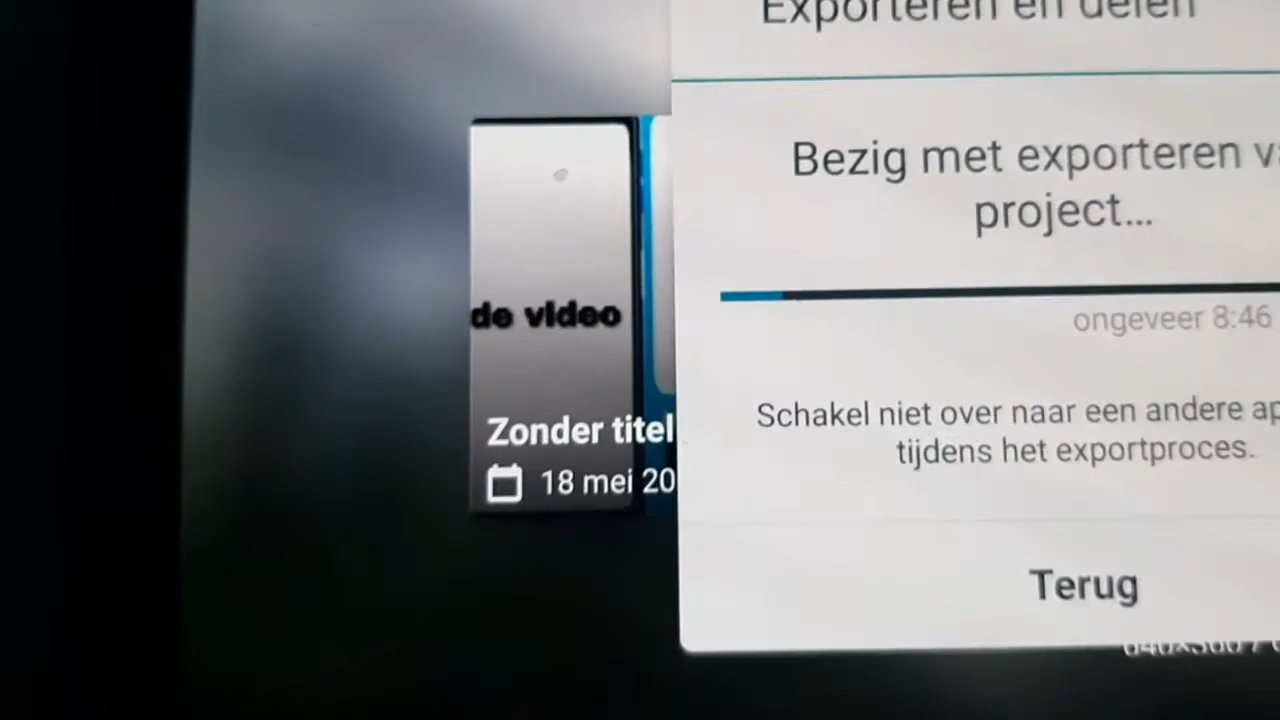 Exporteren en delen
Bezig met exporteren
project...
ongeveer 8:46
Schakel niet over naar een andere
tijdens het exportproces.
Terug
de video
Zonder titel
18 mei 20